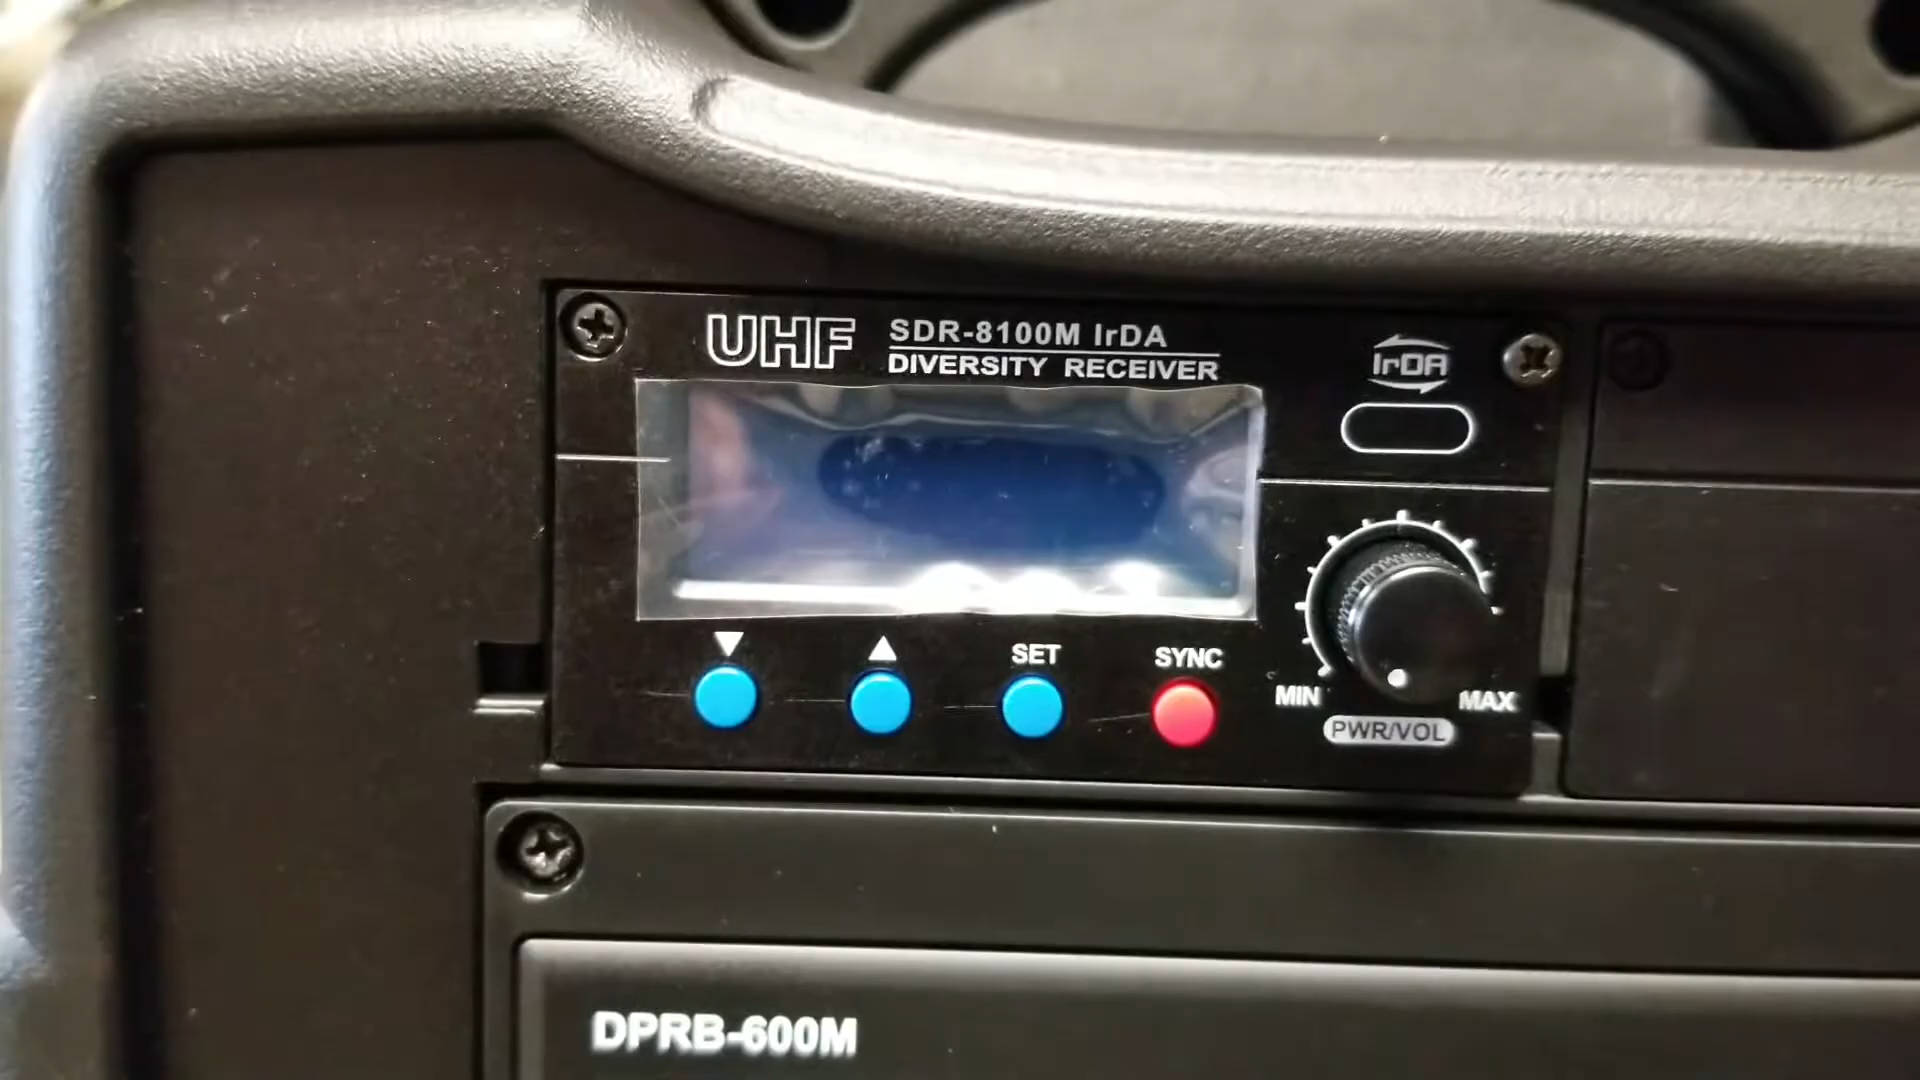 UHF
SDR-8100M IrDA
DIVERSITY RECEIVER
IrDA
▼
▲
SET
SYNC
MIN
MAX
PWR/VOL
DPRB-600M